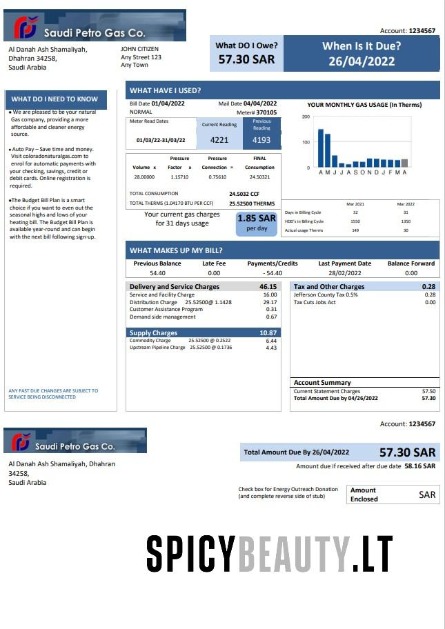 Saudi Petro Gas Co.
Al Danah Ash Shamaliyah,
Dhahran 34258,
Saudi Arabia
JOHN CITIZEN
Any Street 123
Any Town
Account: 1234567
What DO I Owe?
57.30 SAR
When Is It Due?
26/04/2022
WHAT DO I NEED TO KNOW
• We are pleased to be your natural
Gas company, providing a more
affordable and cleaner energy
source.
• Auto Pay – Save time and money.
Visit coloradonaturalgas.com to
enroll for automatic payments with
your checking, savings, credit or
debit cards. Online registration is
required.
•The Budget Bill Plan is a smart
choice if you want to even out the
seasonal highs and lows of your
heating bill. The Budget Bill Plan is
available year-round and can begin
with the next bill following sign-up.
ANY PAST DUE CHARGES ARE SUBJECT TO
SERVICE BEING DISCONNECTED
WHAT HAVE I USED?
Bill Date 01/04/2022
Mail Date 04/04/2022
NORMAL
Meter# 370105
Meter Read Dates
Current Reading
Previous
Reading
01/03/22-31/03/22
4221
4193
Pressure
Pressure
FINAL
Volume x
Factor x
Connection =
Consumption
28.00000
1.15710
0.75610
24.50321
TOTAL CONSUMPTION
24.5032 CCF
TOTAL THERMS (1.04170 BTU PER CCF)
25.52500 THERMS
Your current gas charges
for 31 days usage
1.85 SAR
per day
YOUR MONTHLY GAS USAGE (In Therms)
200
100
0
A M J J A S O N D J F M A
Mar 2021
Mar 2022
Days in Billing Cycle
32
HDD's in Billing Cycle
Actual usage Therms
WHAT MAKES UP MY BILL?
Previous Balance
Late Fee
Payments/Credits
Last Payment Date
Balance Forward
54.40
0.00
- 54.40
28/02/2022
0.00
Delivery and Service Charges
46.15
Service and Facility Charge
16.00
Distribution Charge 25.52500@ 1.1428
29.17
Customer Assistance Program
0.31
Demand side management
0.67
Supply Charges
10.87
Commodity Charge 25.52500 @ 0.2522
6.44
Upstream Pipeline Charge 25.52500 @ 0.1736
4.43
Tax and Other Charges
0.28
Jefferson County Tax 0.5%
0.28
Tax Cuts Jobs Act
0.00
Account Summary
Current Statement Charges
57.30
Total Amount Due by 04/26/2022
57.30
Account: 1234567
Saudi Petro Gas Co.
Al Danah Ash Shamaliyah, Dhahran
34258,
Saudi Arabia
Total Amount Due By 26/04/2022
57.30 SAR
Amount due if received after due date 58.16 SAR
Check box for Energy Outreach Donation
(and complete reverse side of stub)
Amount
Enclosed
SAR
SPICYBEAUTY.LT